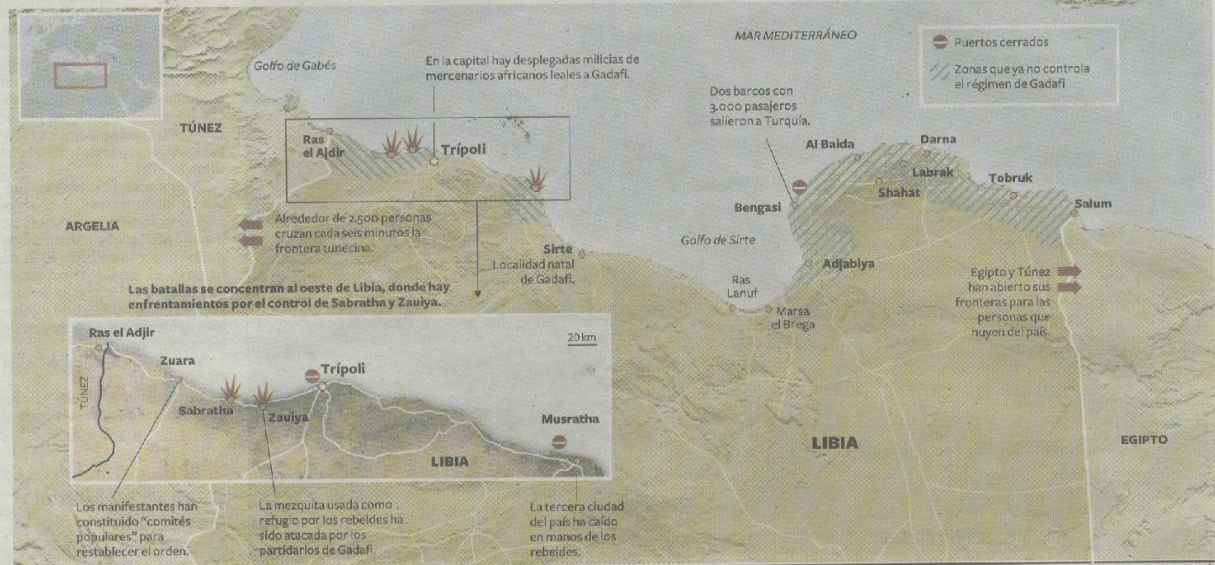 MAR MEDITERRÁNEO
Puertos cerrados
Zonas que ya no controla
el régimen de Gadafi
Golfo de Gabés
En la capital hay desplegadas milicias de
mercenarios africanos leales a Gadafi.
Dos barcos con
3.000 pasajeros
salieron a Turquía.
TÚNEZ
Ras
el Ajdir
Trípoli
Al Baida
Darna
Labrak
Shahat
Tobruk
Bengasi
Salum
ARGELIA
Alrededor de 2.500 personas
cruzan cada seis minutos la
frontera tunecina.
Sirte
Localidad natal
de Gadafi.
Golfo de Sirte
Adjabiya
Ras
Lanuf
Marsa
el Brega
Egipto y Túnez
han abierto sus
fronteras para las
personas que
huyen del país.
Las batallas se concentran al oeste de Libia, donde hay
enfrentamientos por el control de Sabratha y Zauiya.
Ras el Adjir
20 km
Zuara
Trípoli
TÚNEZ
Sabratha
Zauiya
Musratha
LIBIA
LIBIA
EGIPTO
Los manifestantes han
constituido "comités
populares" para
restablecer el orden.
La mezquita usada como
refugio por los rebeldes ha
sido atacada por los
partidarios de Gadafi.
La tercera ciudad
del país ha caído
en manos de los
rebeldes.